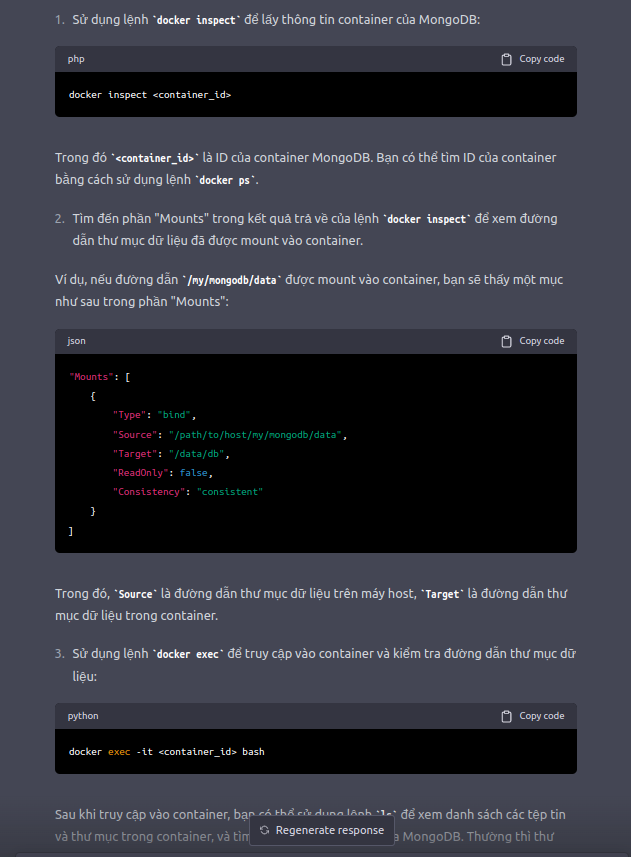 1. Sử dụng lệnh `docker inspect` để lấy thông tin container của MongoDB:
php
Copy code
docker inspect <container_id>
Trong đó `<container_id>` là ID của container MongoDB. Bạn có thể tìm ID của container
bằng cách sử dụng lệnh `docker ps`.
2. Tìm đến phần "Mounts" trong kết quả trả về của lệnh `docker inspect` để xem đường
dẫn thư mục dữ liệu đã được mount vào container.
Ví dụ, nếu đường dẫn `/my/mongodb/data` được mount vào container, bạn sẽ thấy một mục
như sau trong phần "Mounts":
json
Copy code
"Mounts": [
{
"Type": "bind",
"Source": "/path/to/host/my/mongodb/data",
"Target": "/data/db",
"ReadOnly": false,
"Consistency": "consistent"
}
]
Trong đó, `Source` là đường dẫn thư mục dữ liệu trên máy host, `Target` là đường dẫn thư
mục dữ liệu trong container.
3. Sử dụng lệnh `docker exec` để truy cập vào container và kiểm tra đường dẫn thư mục dữ
liệu:
python
Copy code
docker exec -it <container_id> bash
Sau khi truy cập vào container, bạn có thể sử dụng lệnh `ls` để xem danh sách các tệp tin
và thư mục trong container, và tìm MongoDB. Thường thì thư
Regenerate response